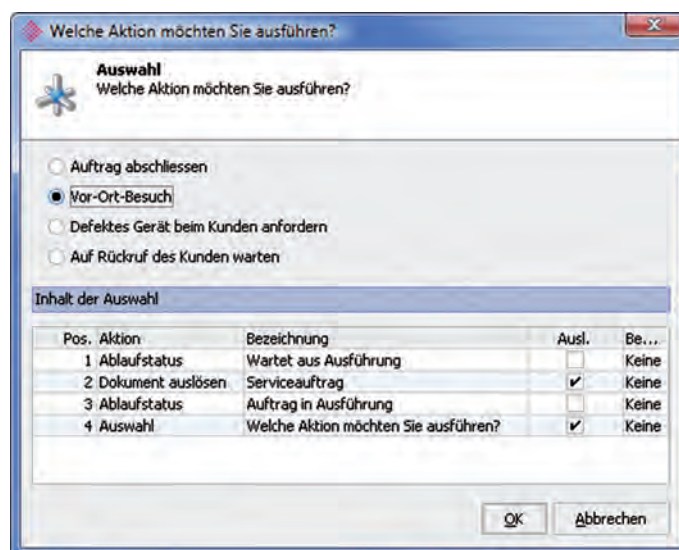 Welche Aktion möchten Sie ausführen?
Auswahl
Welche Aktion möchten Sie ausführen?
Auftrag abschliessen
Vor-Ort-Besuch
Defektes Gerät beim Kunden anfordern
Auf Rückruf des Kunden warten
Inhalt der Auswahl
Pos. Aktion Bezeichnung Ausl. Be...
1 Ablaufstatus Wartet aus Ausführung Keine
2 Dokument auslösen Serviceauftrag ✔ Keine
3 Ablaufstatus Auftrag in Ausführung Keine
4 Auswahl Welche Aktion möchten Sie ausführen? ✔ Keine
OK Abbrechen